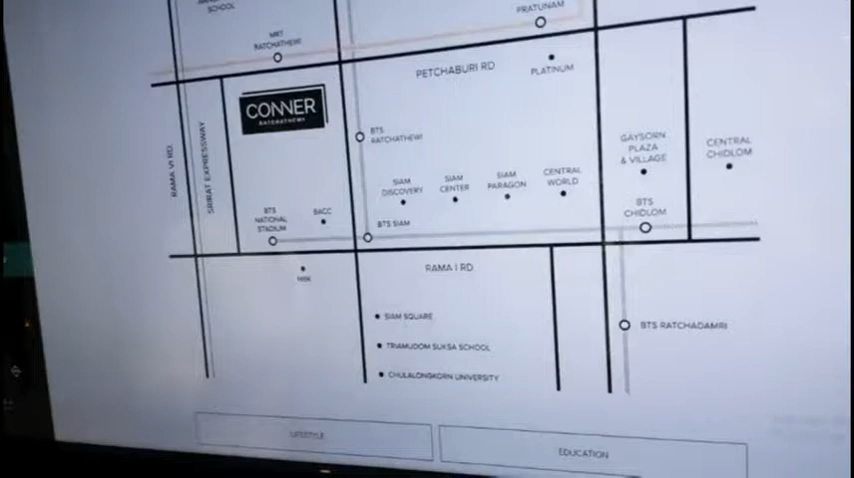 SCHOOL
PRATUNAM
MRT
RATCHATHEWI
PETCHABURI RD
PLATINUM
CONNER
RATCHATHEWI
BTS
RATCHATHEWI
RAMA VI RD
SRIRAT EXPRESSWAY
GAYSORN
PLAZA
& VILLAGE
CENTRAL
CHIDLOM
SIAM
DISCOVERY
SIAM
CENTER
SIAM
PARAGON
CENTRAL
WORLD
BTS
NATIONAL
STADIUM
BACC
BTS SIAM
BTS
CHIDLOM
RAMA I RD
MBK
SIAM SQUARE
BTS RATCHADAMRI
TRIAMUDOM SUKSA SCHOOL
CHULALONGKORN UNIVERSITY
LIFESTYLE
EDUCATION